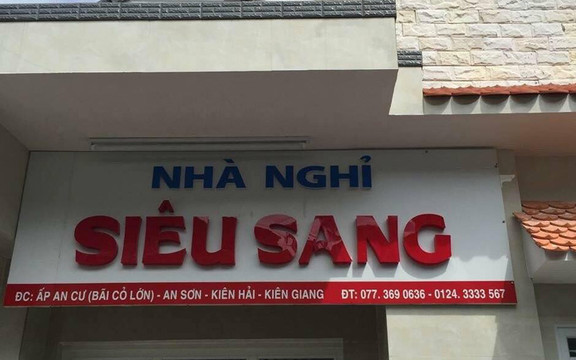 NHÀ NGHỈ
SIÊU SANG
ĐC: ẤP AN CƯ (BÃI CỎ LỚN) - AN SƠN - KIÊN HẢI - KIÊN GIANG ĐT: 077. 369 0636 - 0124. 3333 567